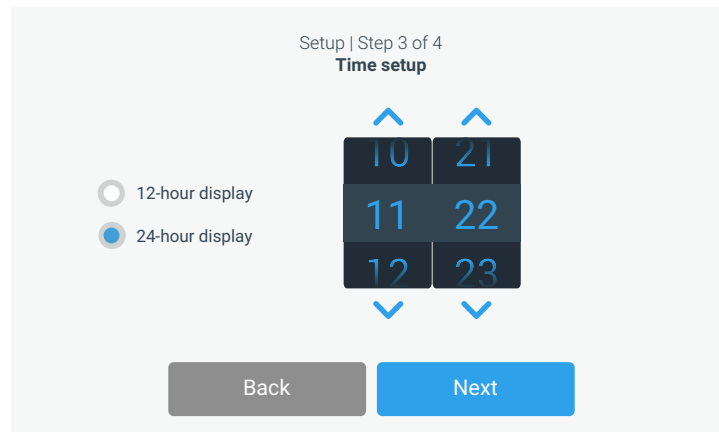 Setup | Step 3 of 4
Time setup
10 21
12-hour display
11 22
24-hour display
12 23
Back Next